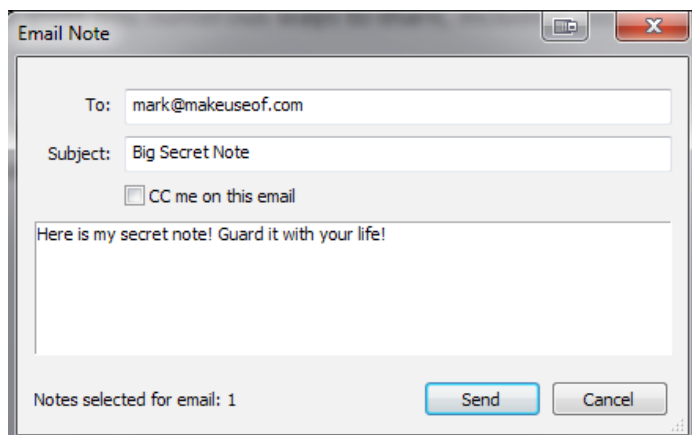 Email Note
To: mark@makeuseof.com
Subject: Big Secret Note
CC me on this email
Here is my secret note! Guard it with your life!
Notes selected for email: 1 Send Cancel